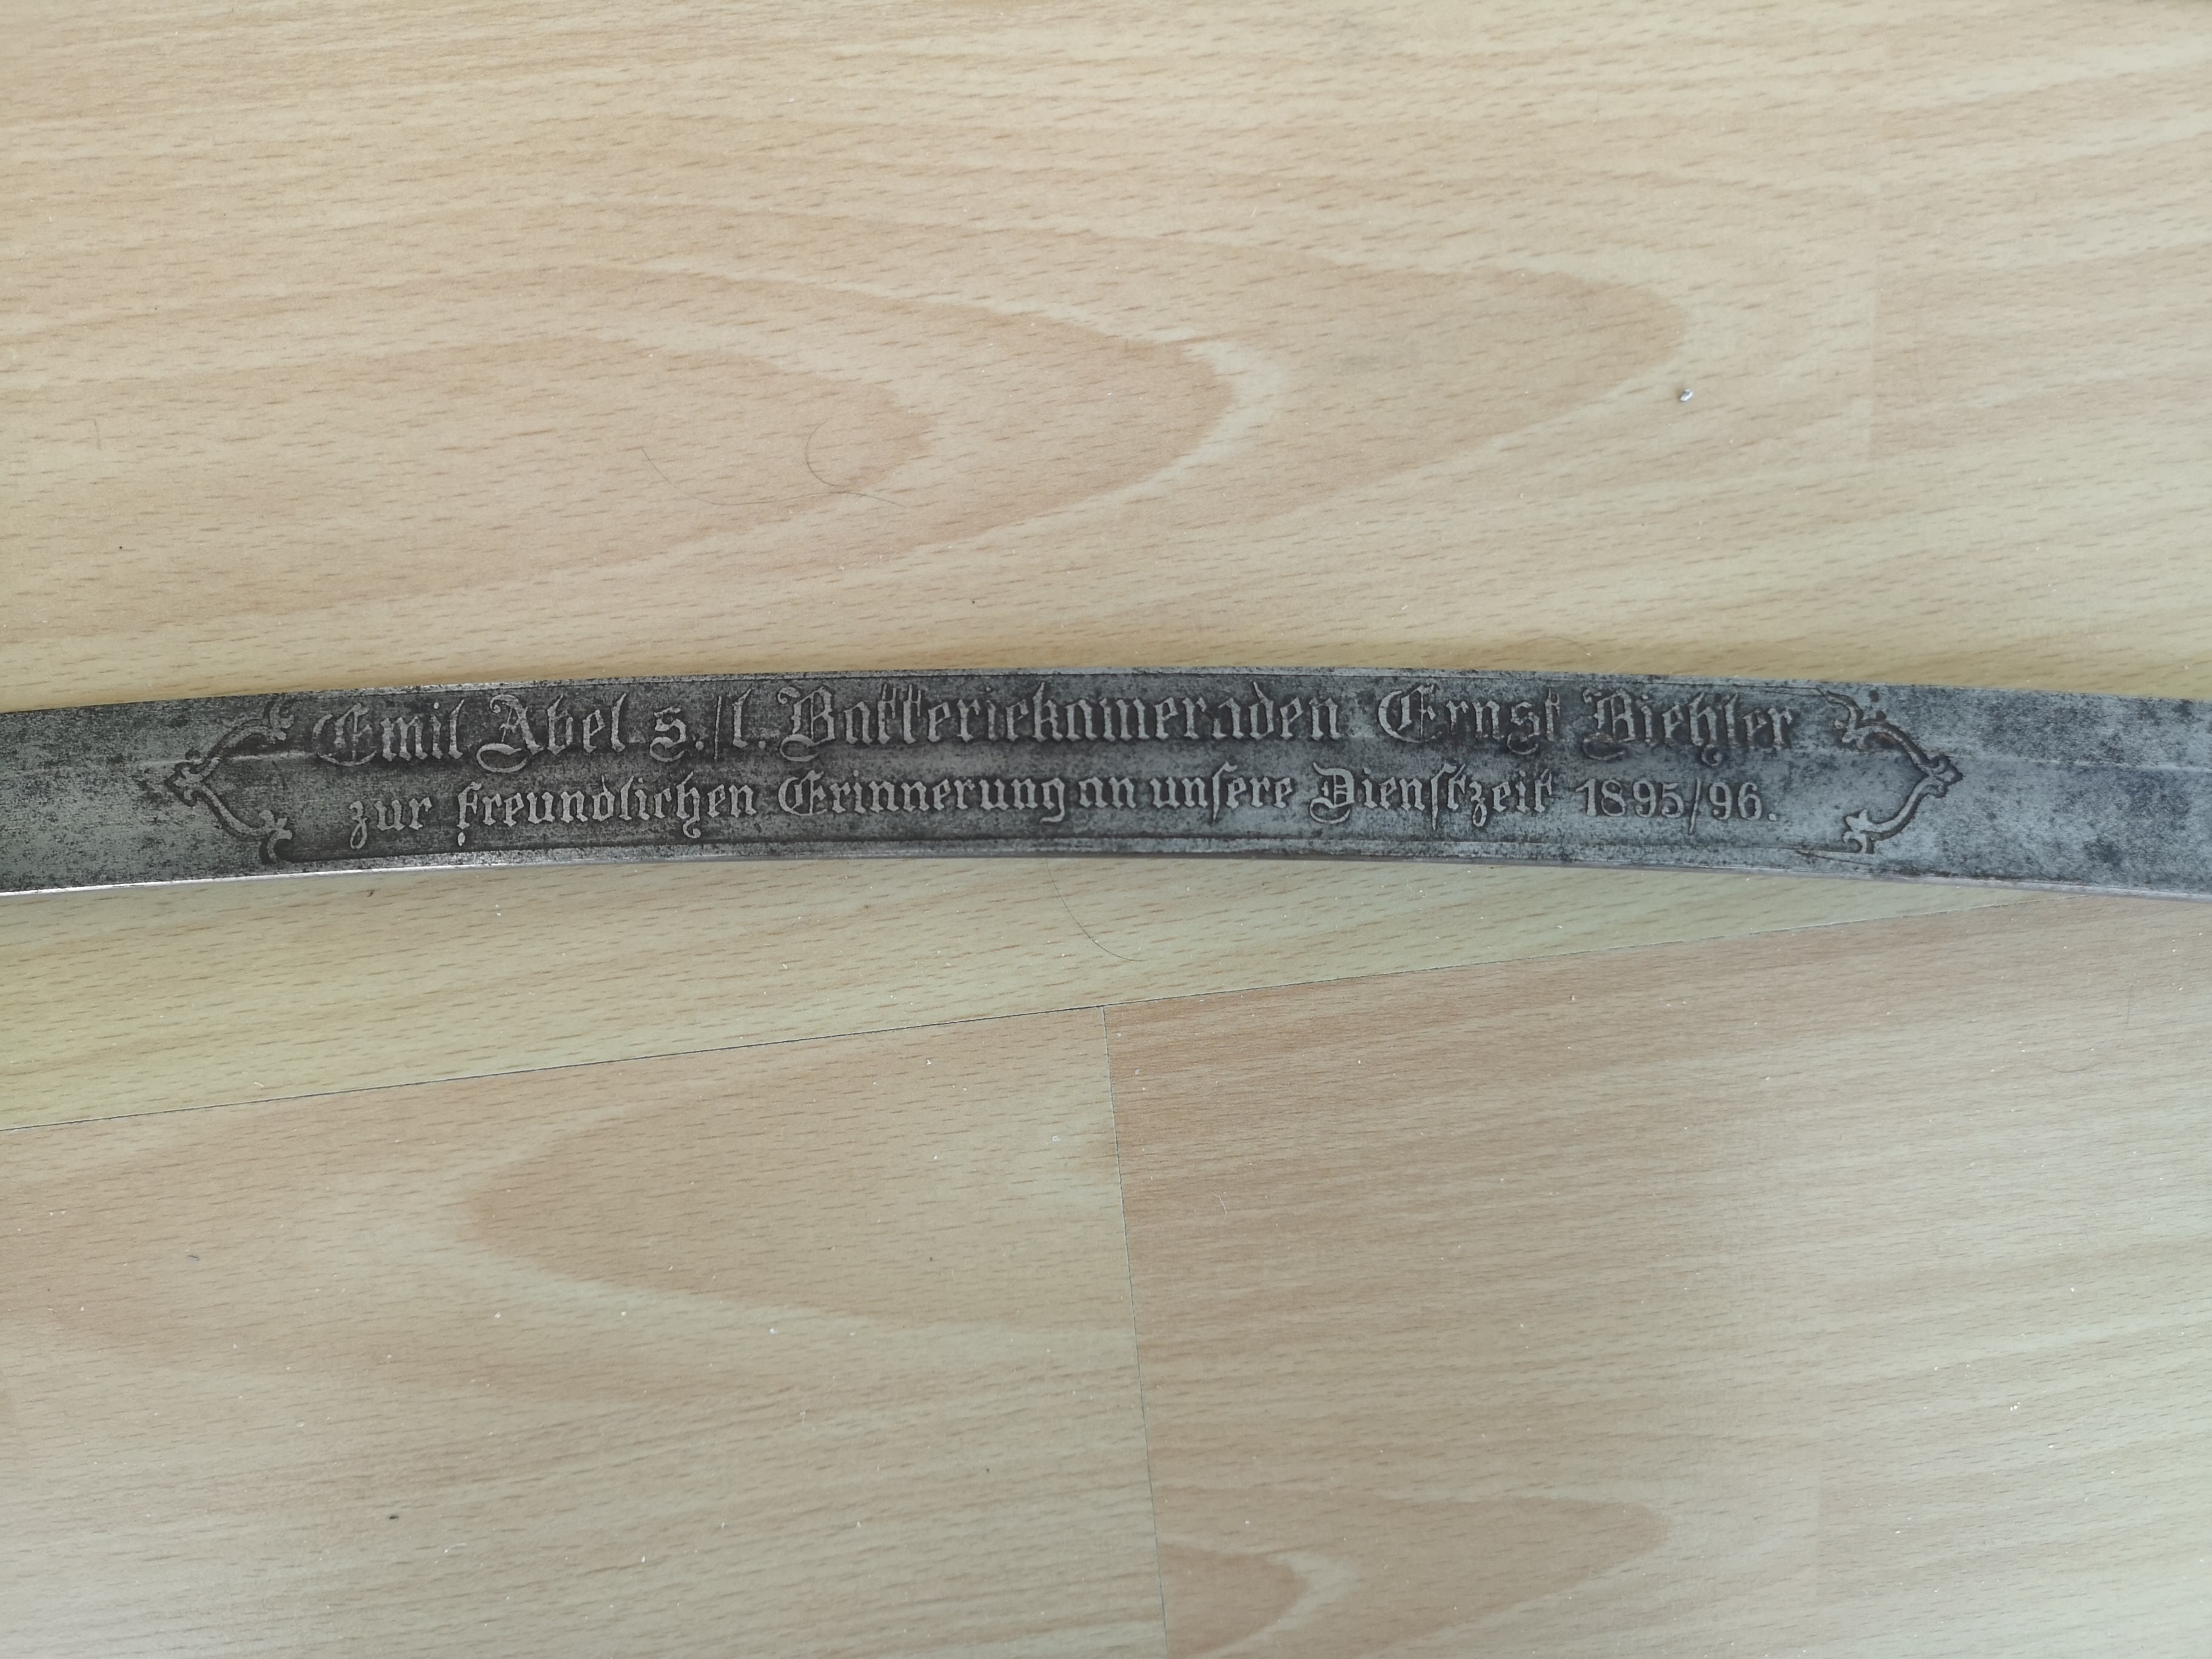 Emil Abel s./l. Batteriekameraden Ernst Biehler
zur freundlichen Erinnerung an unsere Dienstzeit 1895/96.